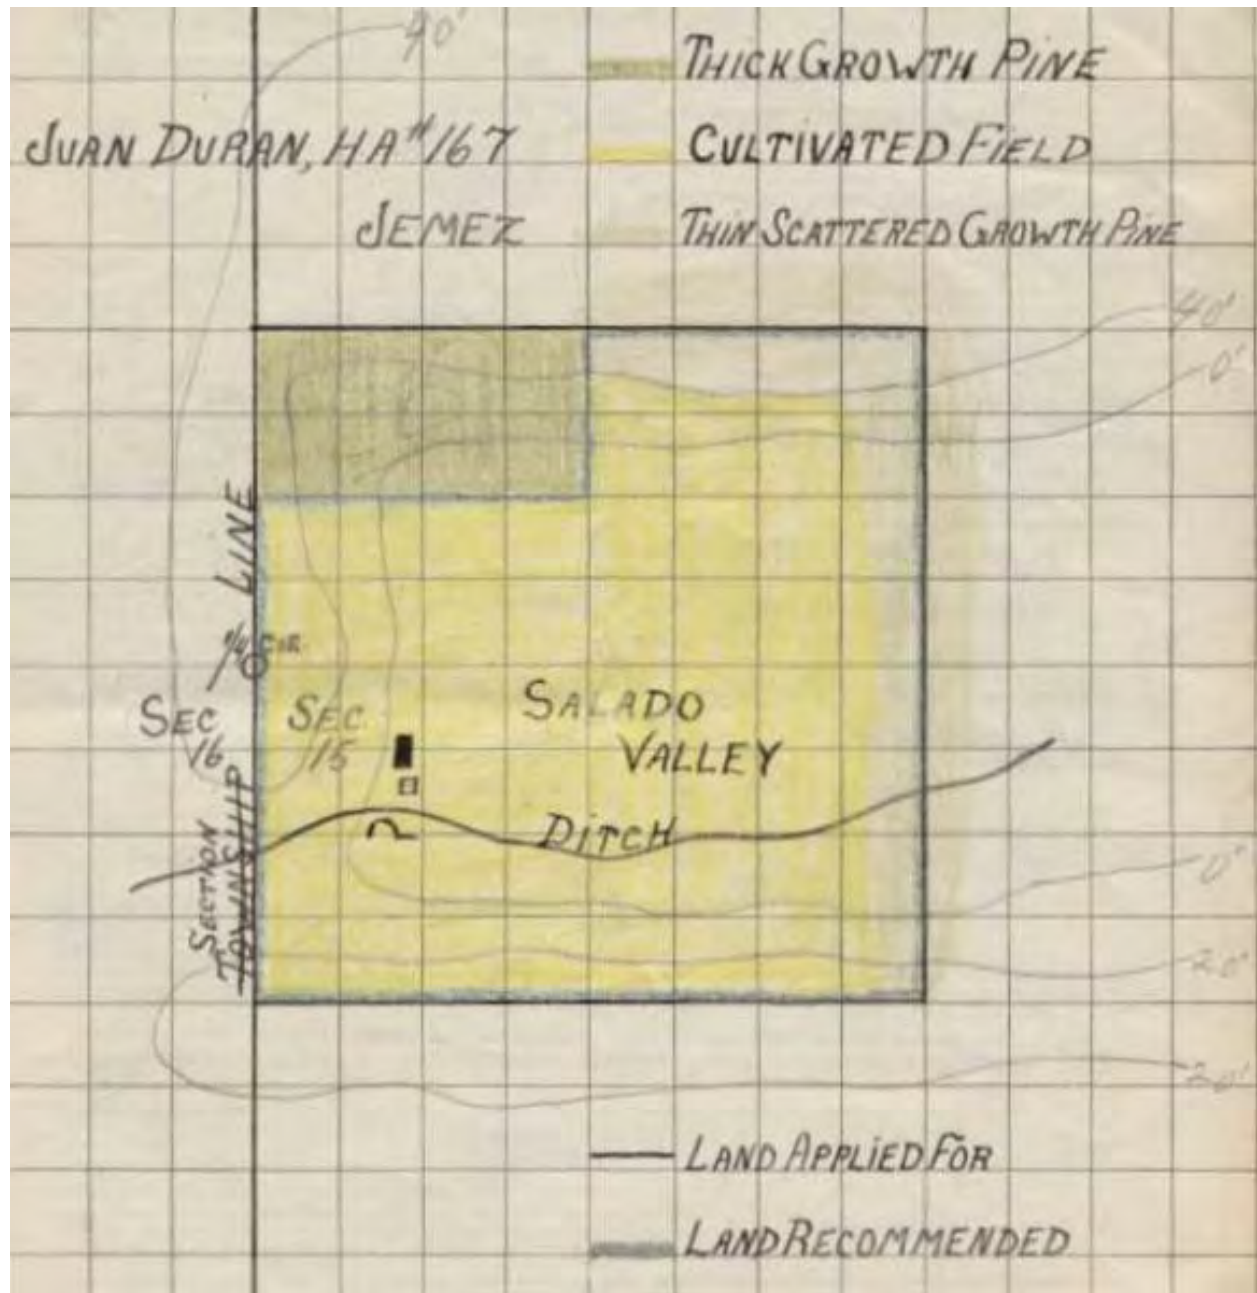 40'
THICK GROWTH PINE
JUAN DURAN, HA#167
CULTIVATED FIELD
JEMEZ
THIN SCATTERED GROWTH PINE
40'
0'
LINE
1/4 COR.
SEC 16
SEC 15
SALADO
VALLEY
DITCH
SECTION
TOWNSHIP
0'
20'
20'
LAND APPLIED FOR
LAND RECOMMENDED